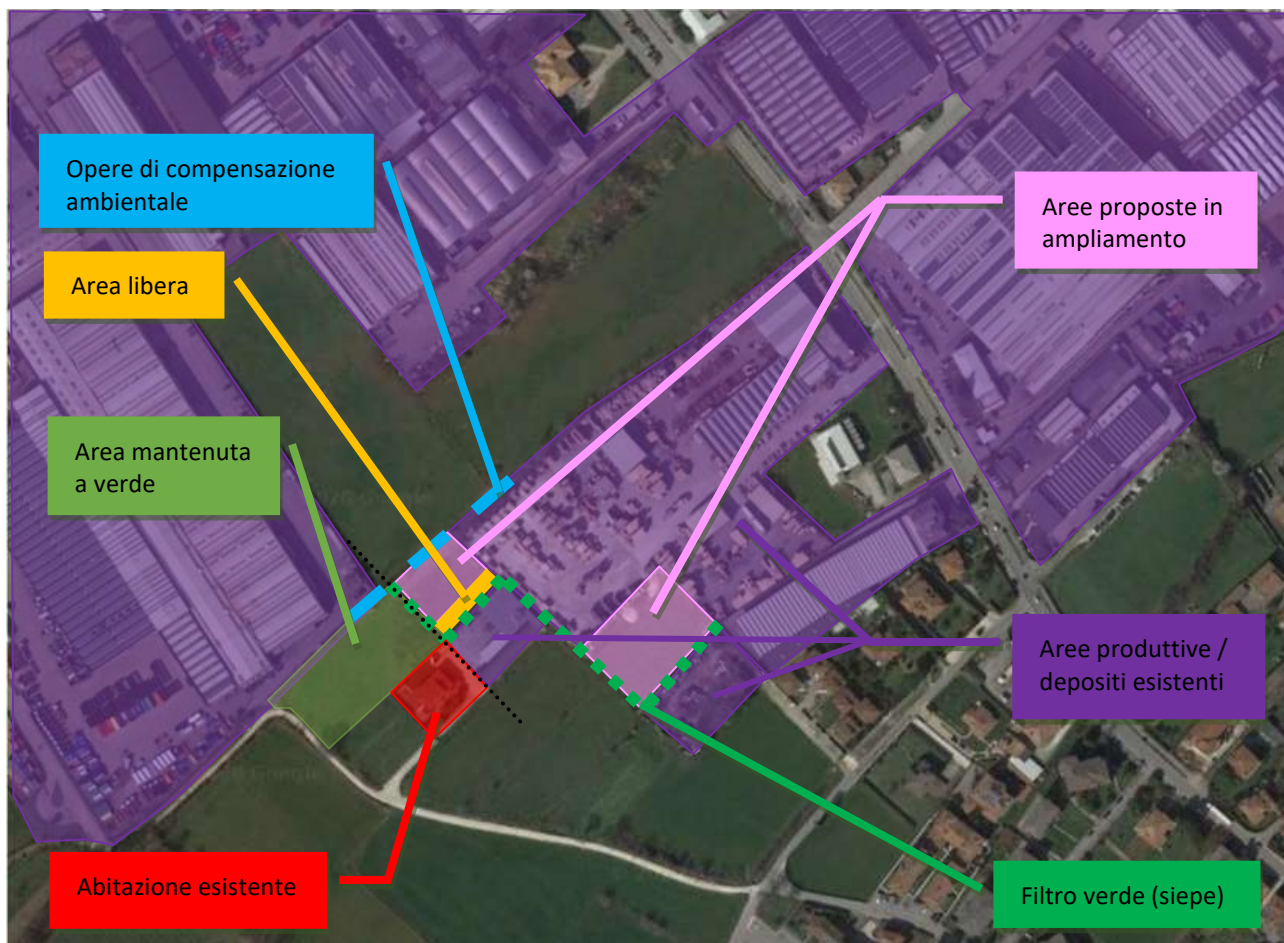 Opere di compensazione
ambientale
Aree proposte in
ampliamento
Area libera
Area mantenuta
a verde
Aree produttive /
depositi esistenti
Abitazione esistente
Filtro verde (siepe)